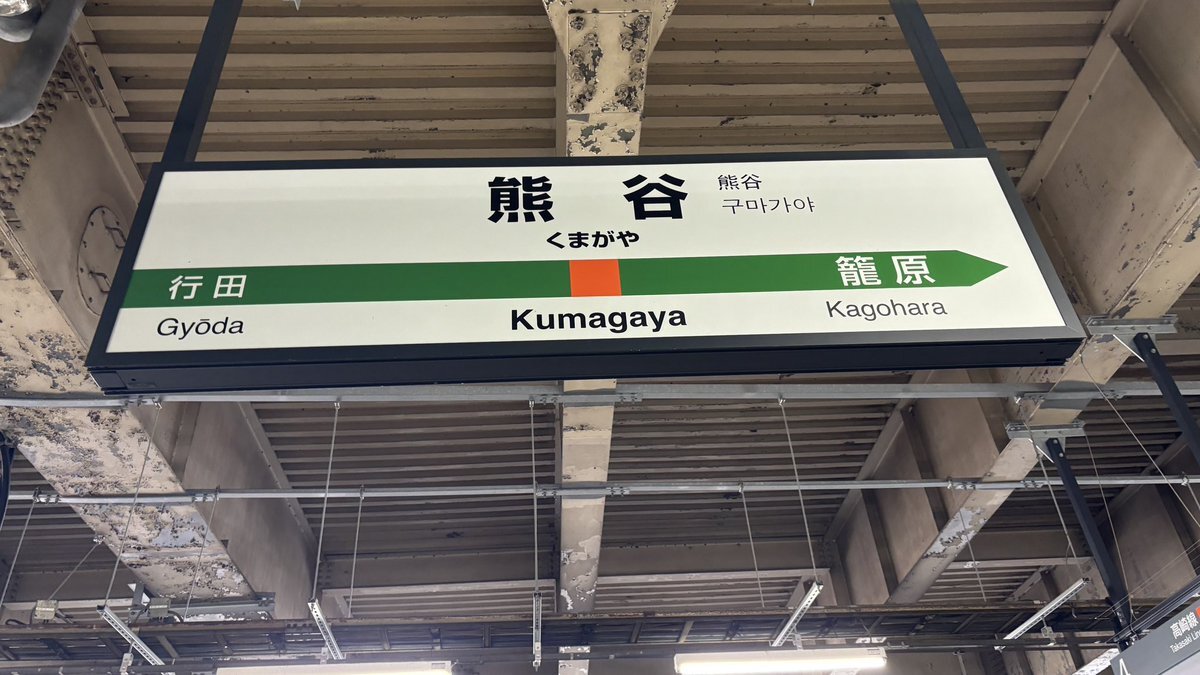 熊谷
熊谷
구마가야
くまがや
行田
籠原
Gyōda
Kumagaya
Kagohara
高崎線